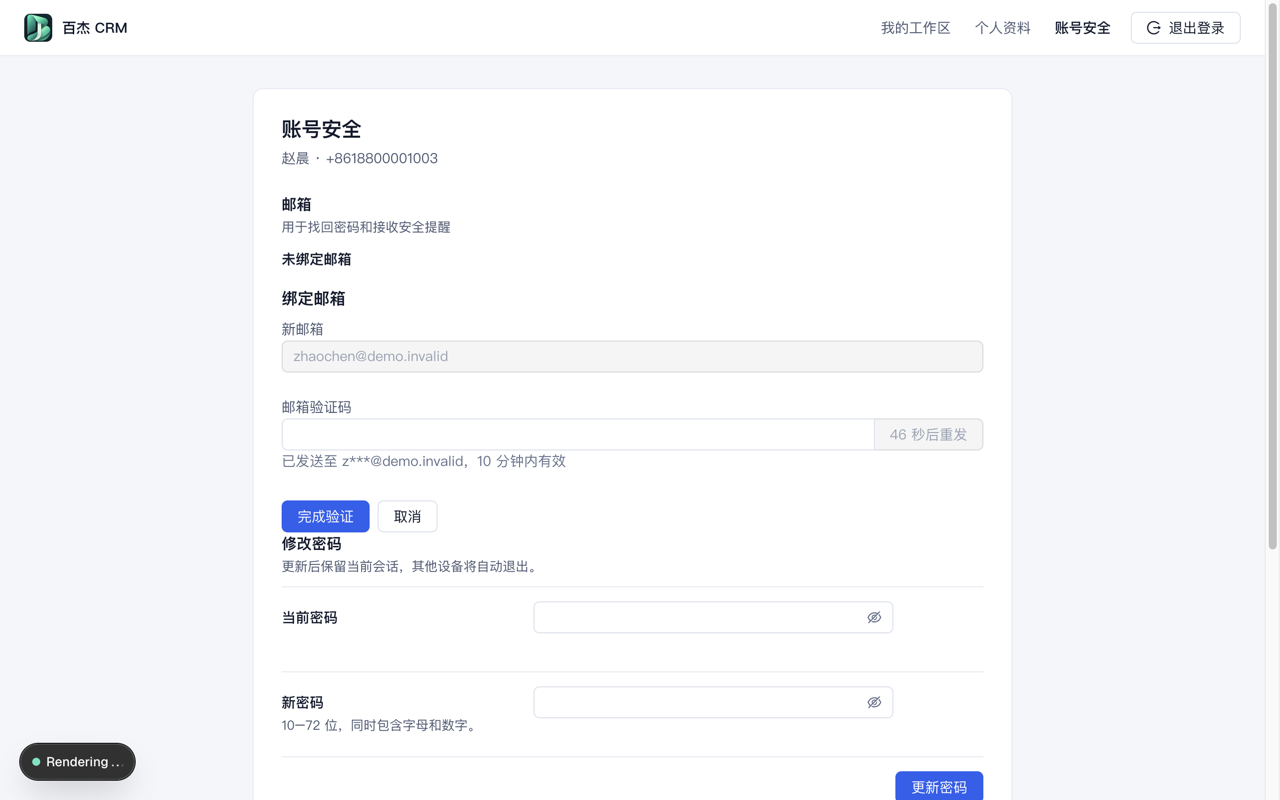 百杰 CRM
我的工作区
个人资料
账号安全
退出登录
账号安全
赵晨 · +8618800001003
邮箱
用于找回密码和接收安全提醒
未绑定邮箱
绑定邮箱
新邮箱
zhaochen@demo.invalid
邮箱验证码
46 秒后重发
已发送至 z***@demo.invalid，10 分钟内有效
完成验证
取消
修改密码
更新后保留当前会话，其他设备将自动退出。
当前密码
新密码
10—72 位，同时包含字母和数字。
Rendering ...
更新密码